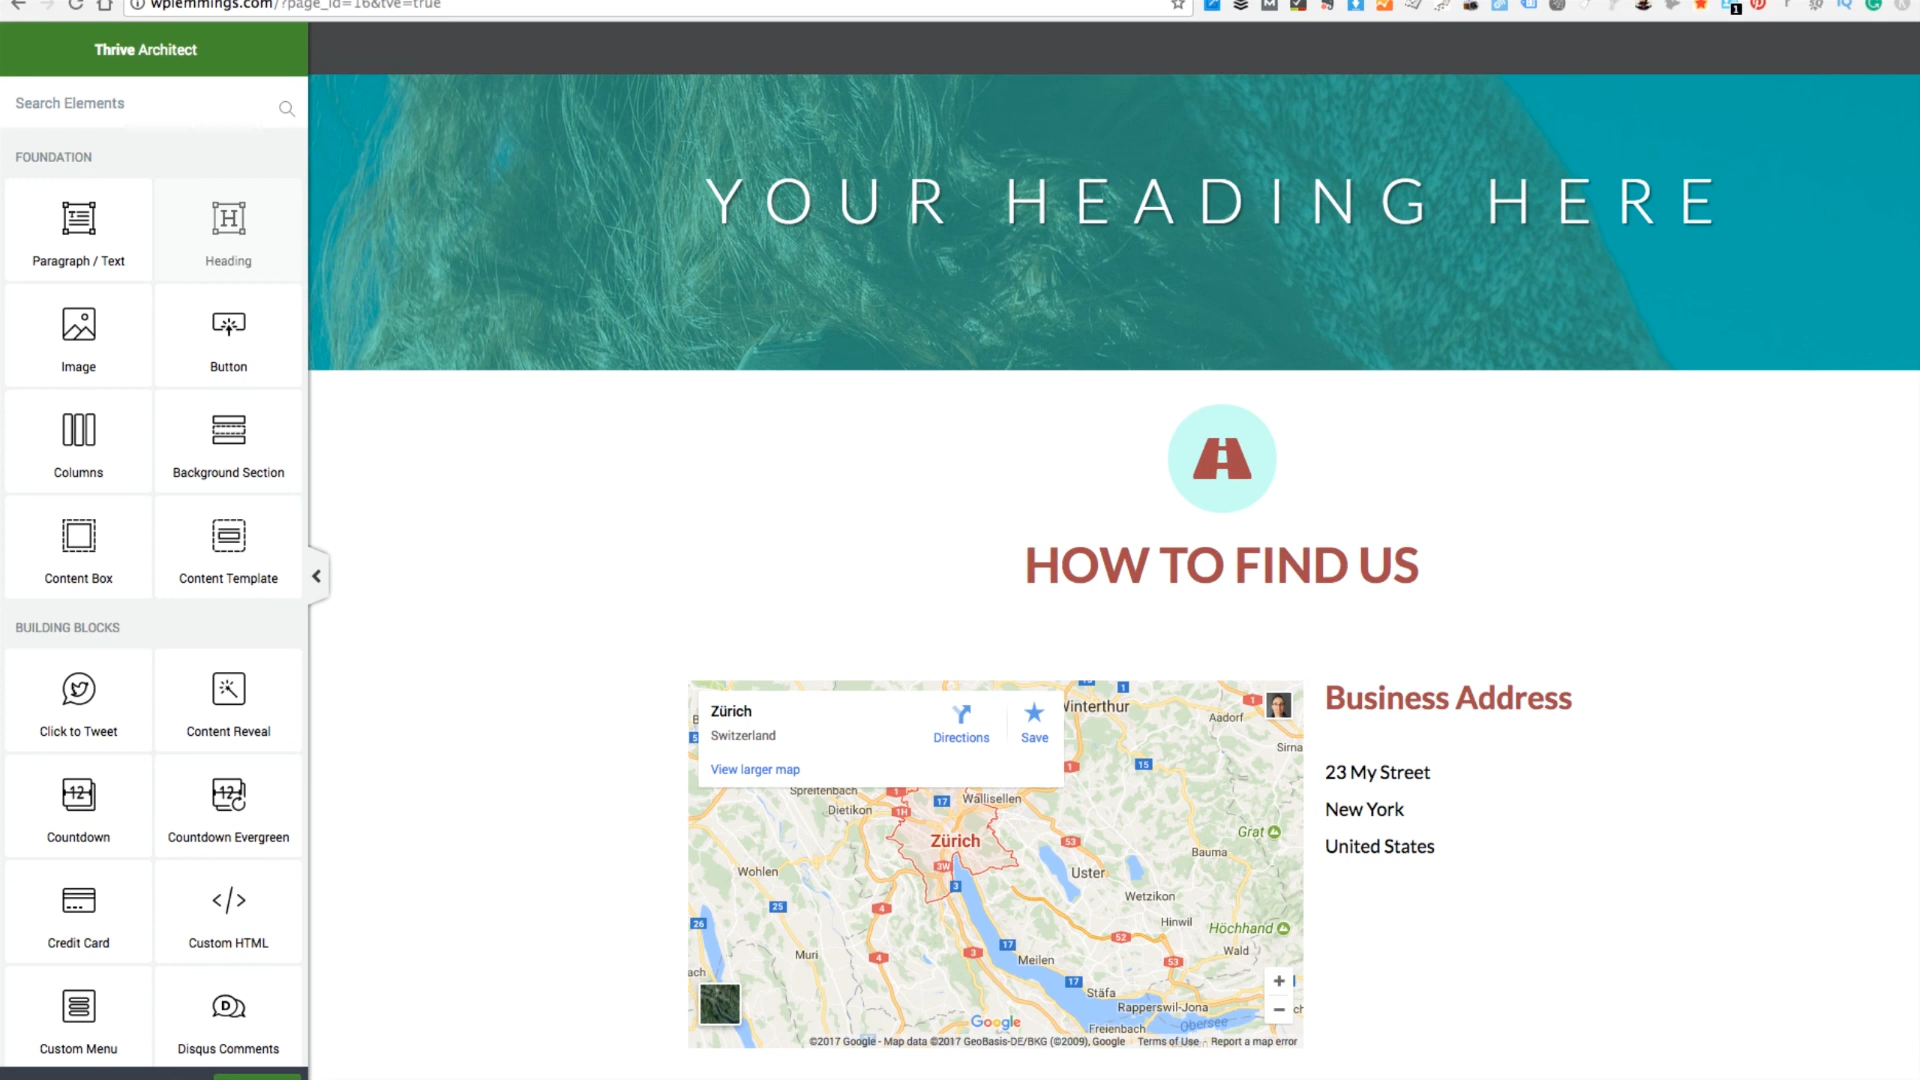 wplemmings.com/?page_id=16&tve=true
Thrive Architect
Search Elements
FOUNDATION
Paragraph / Text
Heading
Image
Button
Columns
Background Section
Content Box
Content Template
BUILDING BLOCKS
Click to Tweet
Content Reveal
Countdown
Countdown Evergreen
Credit Card
Custom HTML
Custom Menu
Disqus Comments
YOUR HEADING HERE
HOW TO FIND US
Zürich
Switzerland
View larger map
Directions
Save
Winterthur
Aadorf
Sirna
Spreitenbach
Wallisellen
Dietikon
Zürich
Grat
Bauma
Wohlen
Uster
Wetzikon
Hinwil
Höchhand
Wald
Muri
Meilen
Stäfa
Rapperswil-Jona
Obersee
Freienbach
Google
©2017 Google - Map data ©2017 GeoBasis-DE/BKG (©2009), Google Terms of Use Report a map error
Business Address
23 My Street
New York
United States